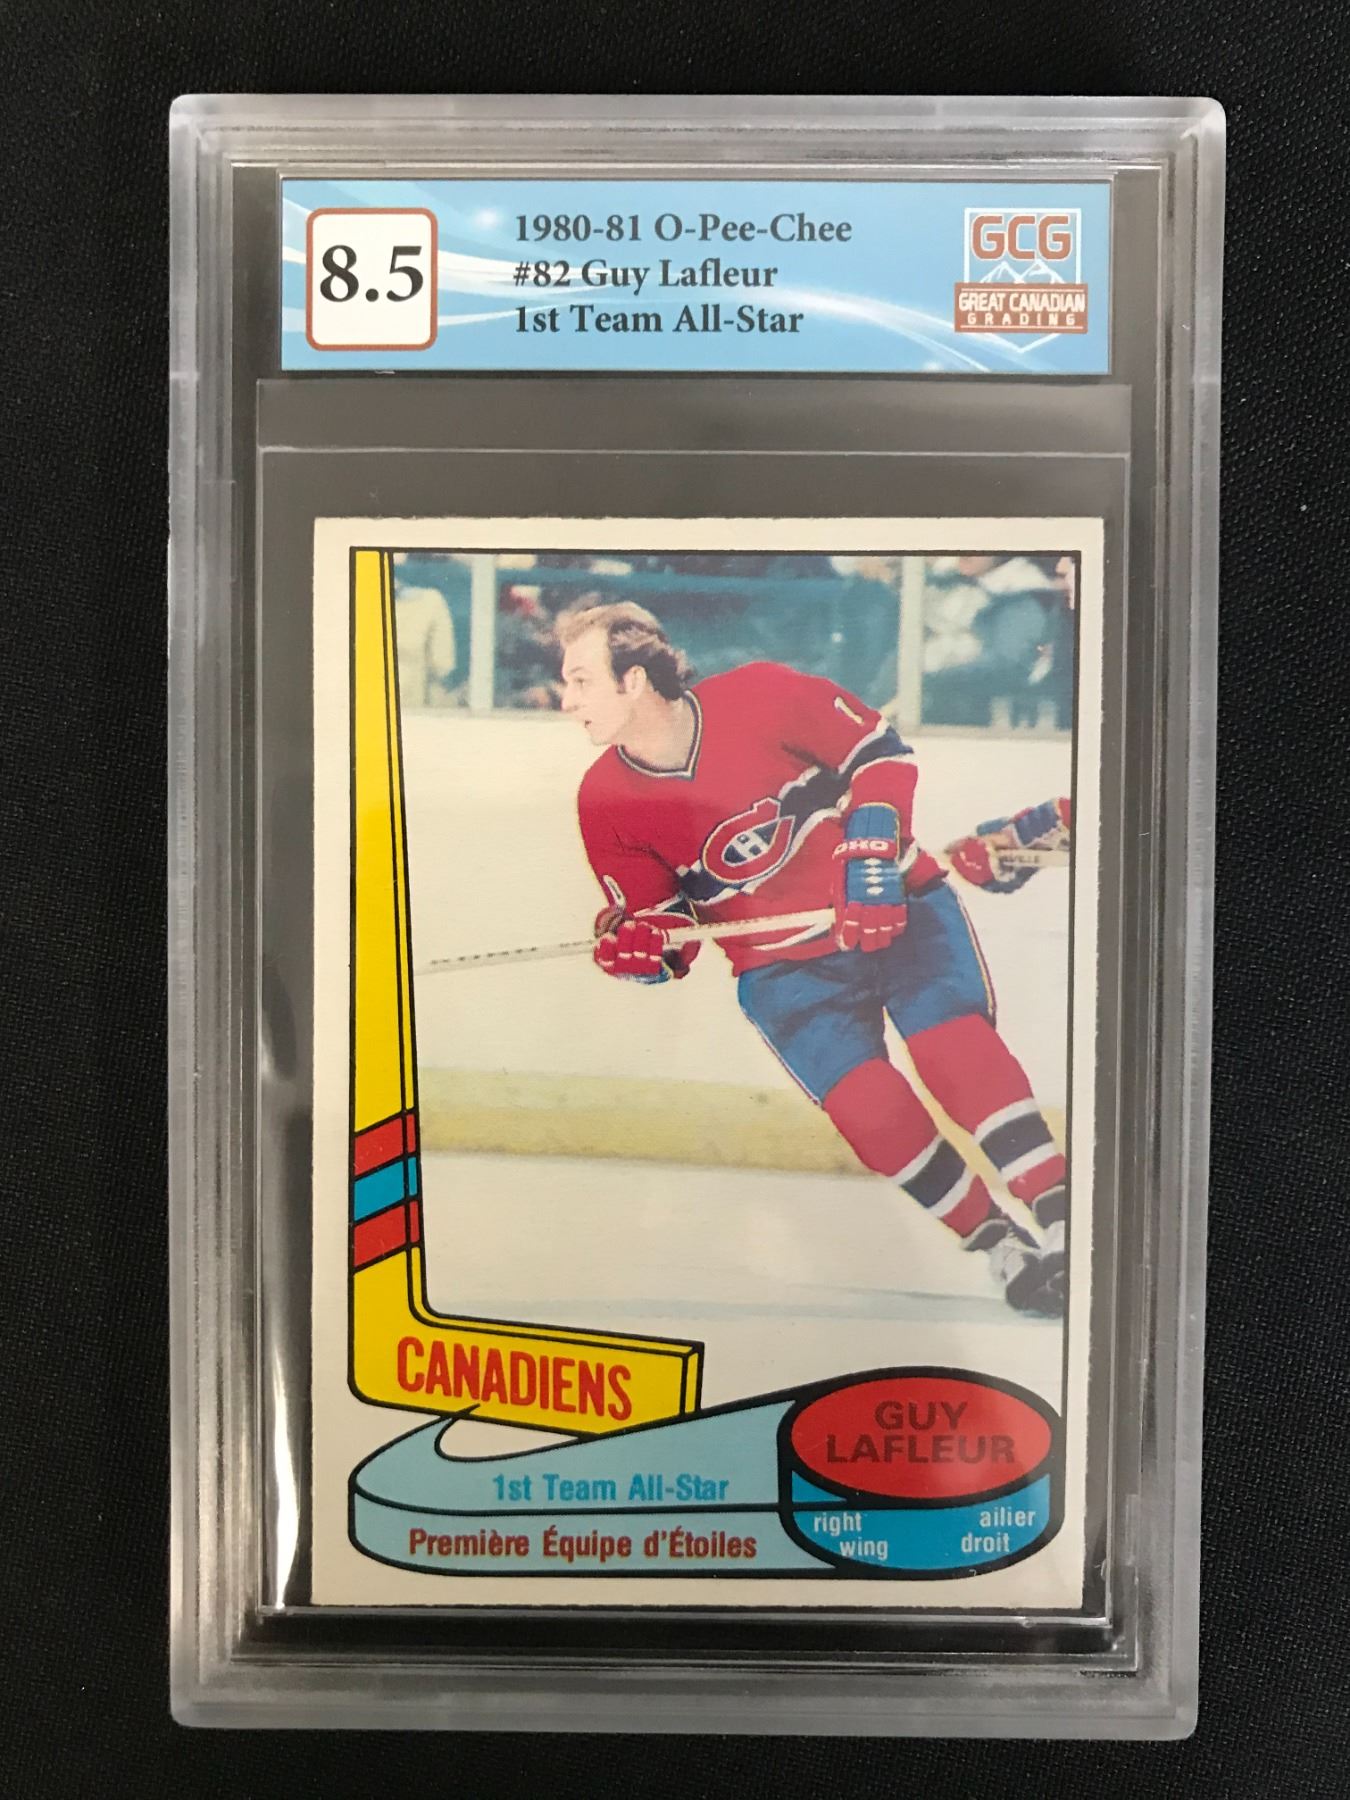 8.5
1980-81 O-Pee-Chee
#82 Guy Lafleur
1st Team All-Star
GCG
GREAT CANADIAN
GRADING
1
CANADIENS
GUY
LAFLEUR
1st Team All-Star
Première Équipe d'Étoiles
right
wing
ailier
droit